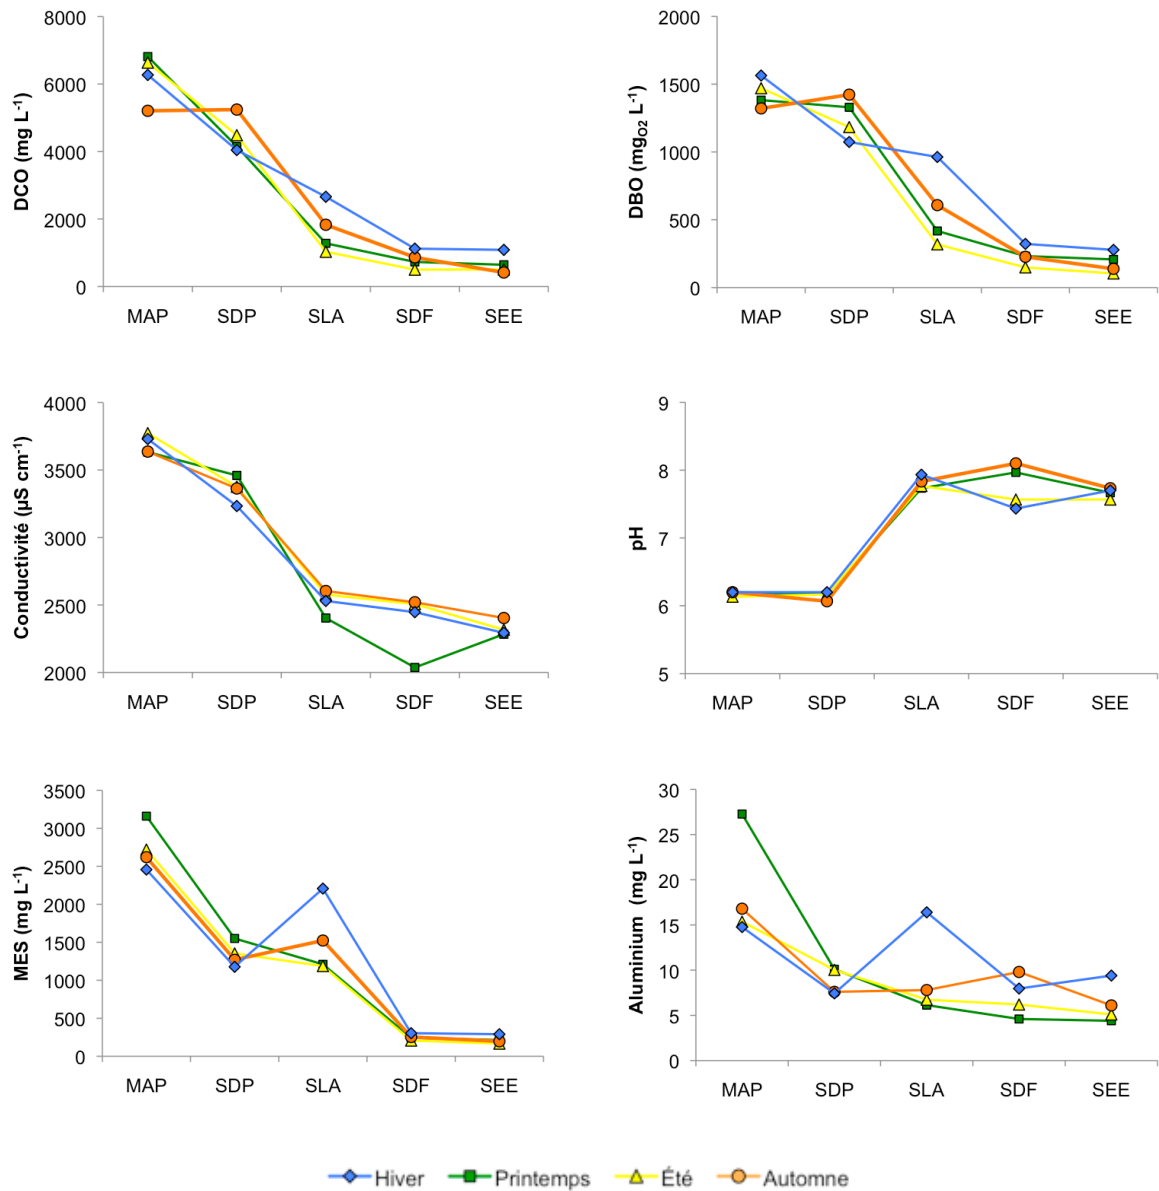 DCO (mg L-1)
8000
6000
4000
2000
0
MAP SDP SLA SDF SEE
DBO (mgO2 L-1)
2000
1500
1000
500
0
MAP SDP SLA SDF SEE
Conductivité (µS cm-1)
4000
3500
3000
2500
2000
MAP SDP SLA SDF SEE
pH
9
8
7
6
5
MAP SDP SLA SDF SEE
MES (mg L-1)
3500
3000
2500
2000
1500
1000
500
0
MAP SDP SLA SDF SEE
Aluminium (mg L-1)
30
25
20
15
10
5
0
MAP SDP SLA SDF SEE
Hiver Printemps Été Automne